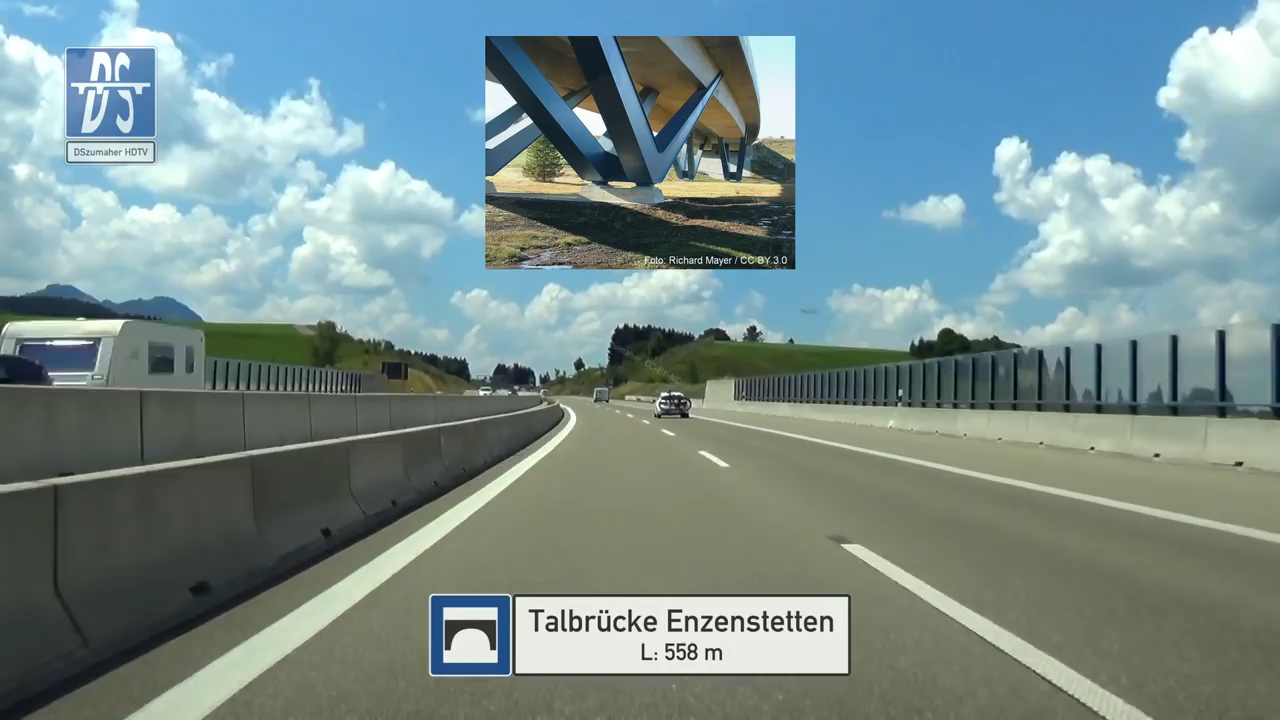 DS
DSzumaher HDTV
Foto: Richard Mayer / CC BY 3.0
Talbrücke Enzenstetten
L: 558 m